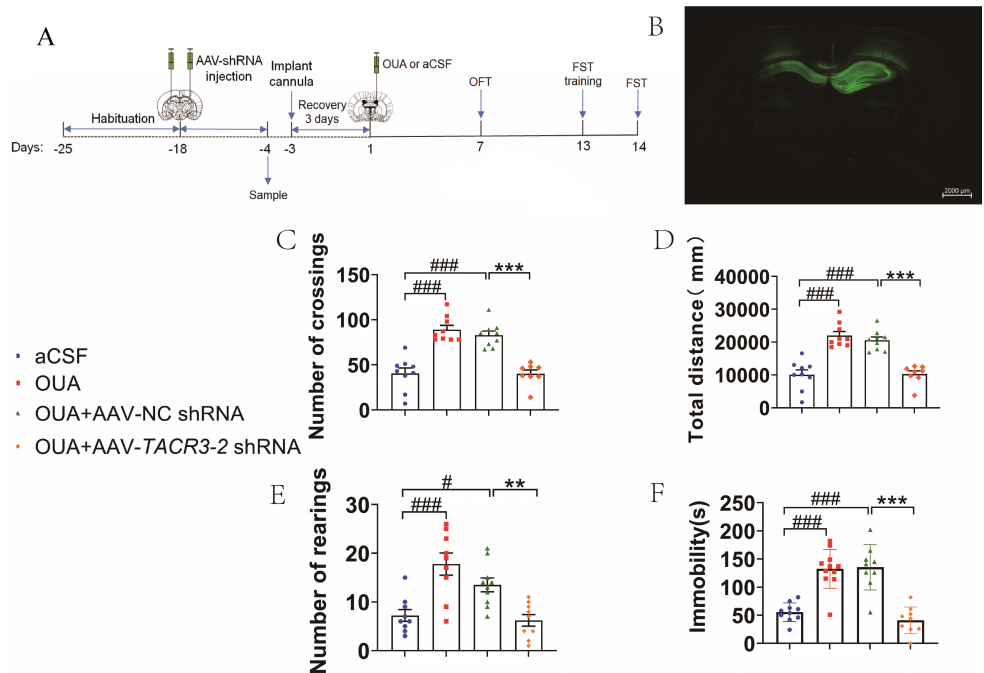 A
AAV-shRNA
injection
Implant
cannula
OUA or aCSF
Habituation
Recovery
3 days
OFT
FST
training
FST
Days: -25 -18 -4 -3 1 7 13 14
Sample
B
2000 μm
C
Number of crossings
150
100
50
0
###
###
***
D
Total distance( mm)
40000
30000
20000
10000
0
###
###
***
aCSF
OUA
OUA+AAV-NC shRNA
OUA+AAV-TACR3-2 shRNA
E
Number of rearings
30
20
10
0
#
###
**
F
Immobility(s)
250
200
150
100
50
0
###
###
***